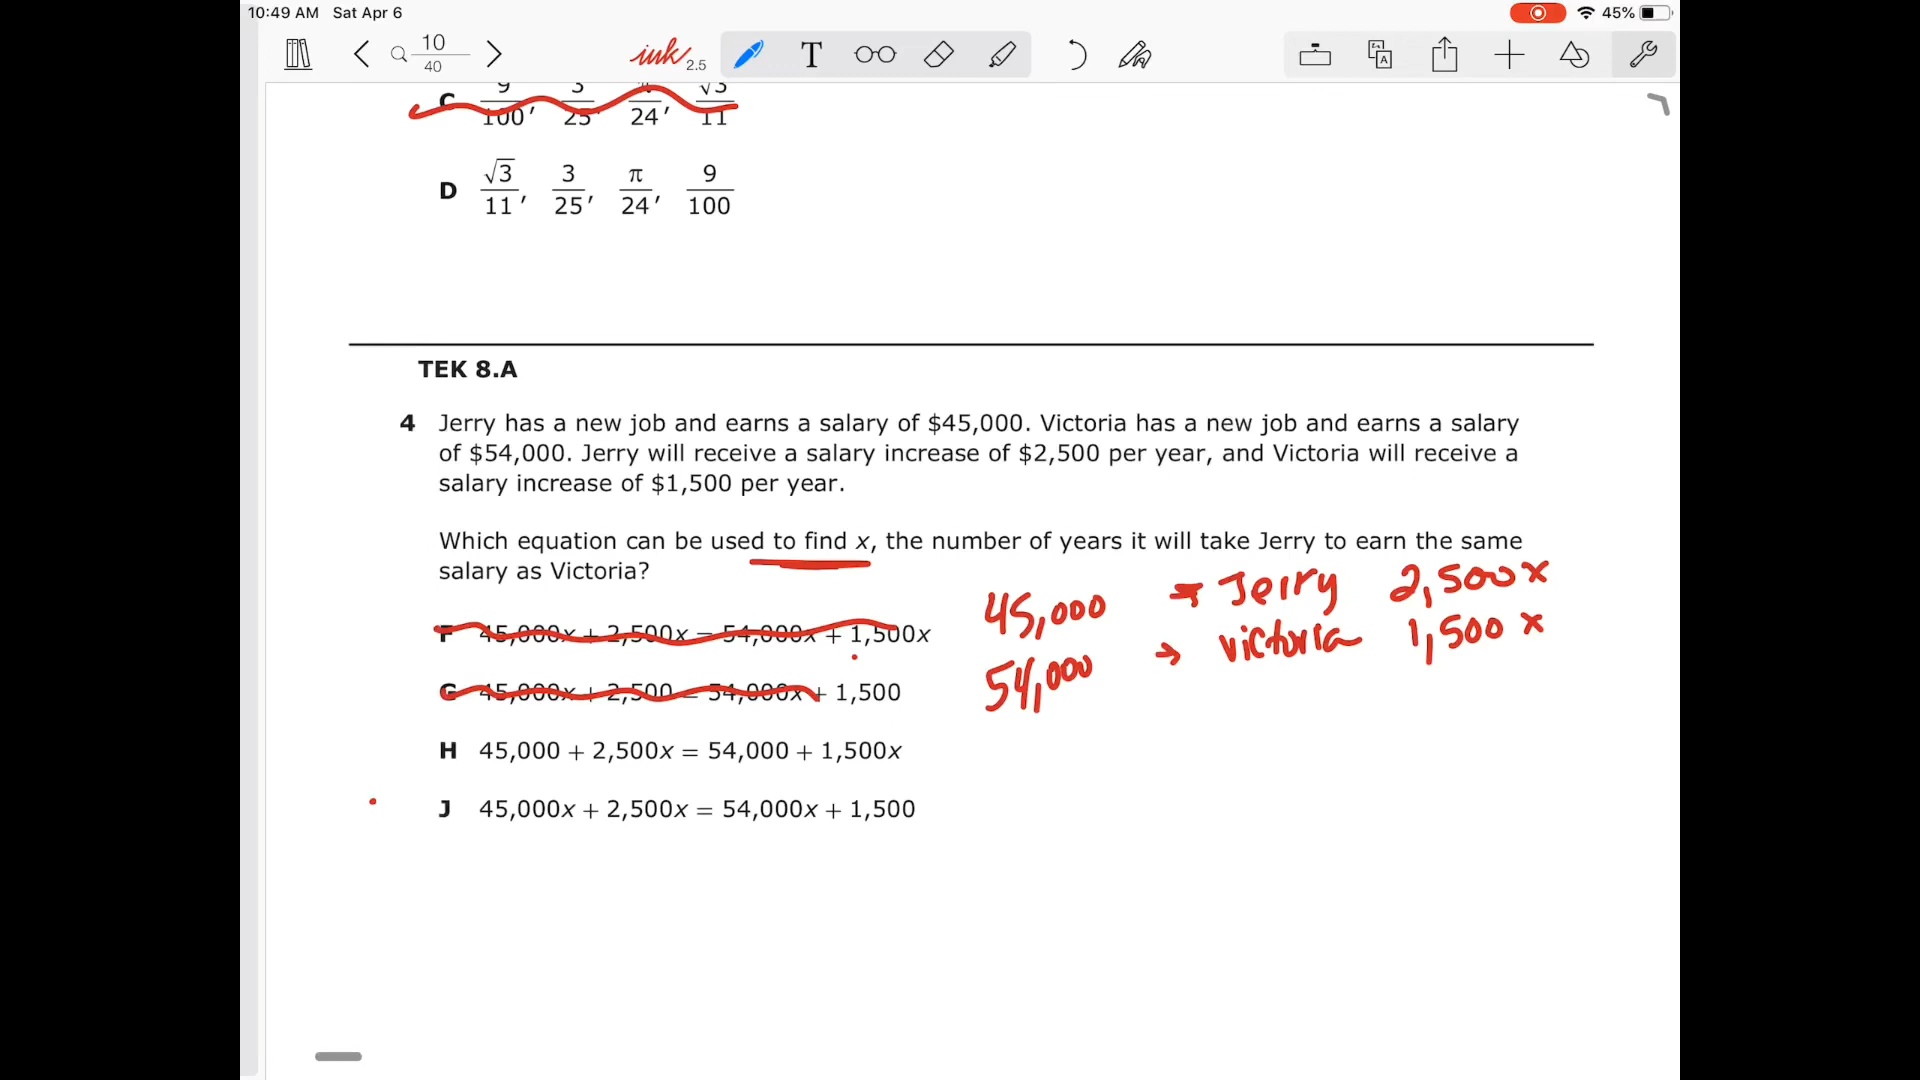 10:49 AM Sat Apr 6
45%
10
40
ink 2.5
T
A
C 9/100, 3/25, π/24, √3/11
D √3/11, 3/25, π/24, 9/100
TEK 8.A
4 Jerry has a new job and earns a salary of $45,000. Victoria has a new job and earns a salary
of $54,000. Jerry will receive a salary increase of $2,500 per year, and Victoria will receive a
salary increase of $1,500 per year.
Which equation can be used to find x, the number of years it will take Jerry to earn the same
salary as Victoria?
45,000 → Jerry 2,500x
54,000 → Victoria 1,500x
F 45,000x + 2,500x = 54,000x + 1,500x
G 45,000x + 2,500 = 54,000x + 1,500
H 45,000 + 2,500x = 54,000 + 1,500x
J 45,000x + 2,500x = 54,000x + 1,500